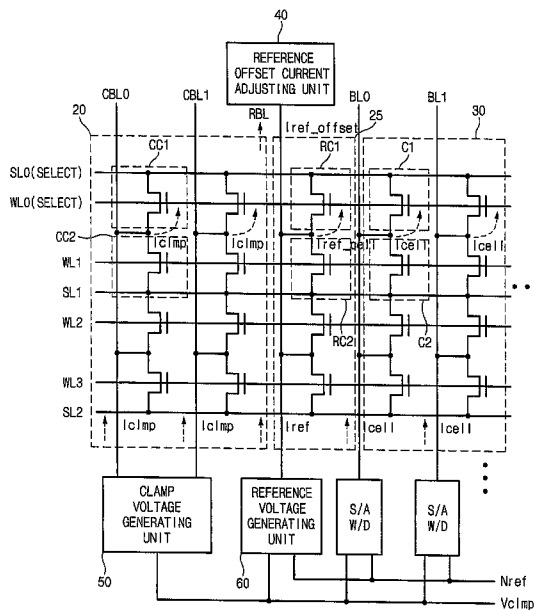 40
REFERENCE
OFFSET CURRENT
ADJUSTING UNIT
CBL0
CBL1
RBL
BL0
BL1
Iref_offset
20
25
30
CC1
RC1
C1
SL0(SELECT)
WL0(SELECT)
CC2
Iclmp
Iclmp
Iref_cell
Icell
Icell
WL1
SL1
RC2
C2
WL2
WL3
SL2
Iclmp
Iclmp
Iref
Icell
Icell
CLAMP
VOLTAGE
GENERATING
UNIT
REFERENCE
VOLTAGE
GENERATING
UNIT
S/A
W/D
S/A
W/D
50
60
Nref
Vclmp